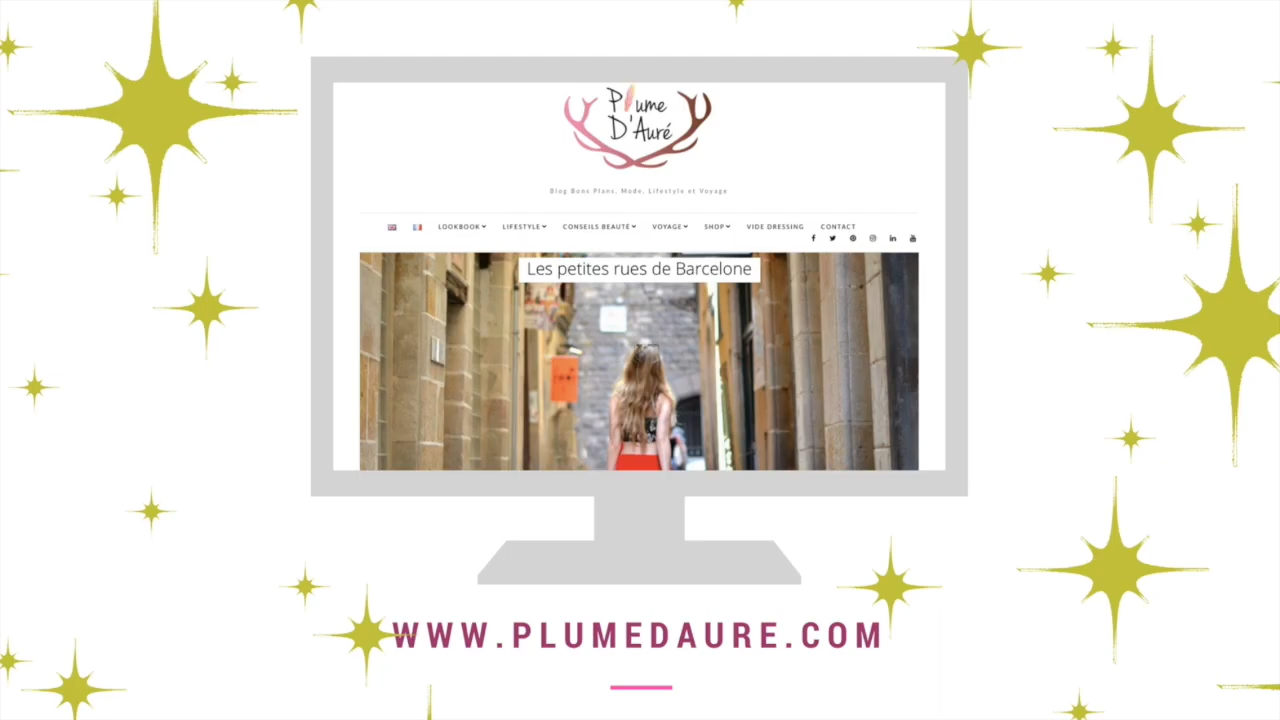 Plume
D'Auré
Blog Bons Plans, Mode, Lifestyle et Voyage
LOOKBOOK LIFESTYLE CONSEILS BEAUTÉ VOYAGE SHOP VIDE DRESSING CONTACT
Les petites rues de Barcelone
WWW.PLUMEDAURE.COM